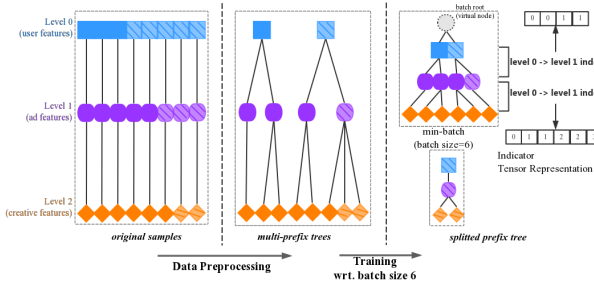 Level 0
(user features)
Level 1
(ad features)
Level 2
(creative features)
original samples
multi-prefix trees
batch root
(virtual node)
min-batch
(batch size=6)
splitted prefix tree
0 0 1 1
level 0 -> level 1 ind
level 0 -> level 1 ind
0 1 1 2 2
Indicator
Tensor Representation
Data Preprocessing
Training
wrt. batch size 6